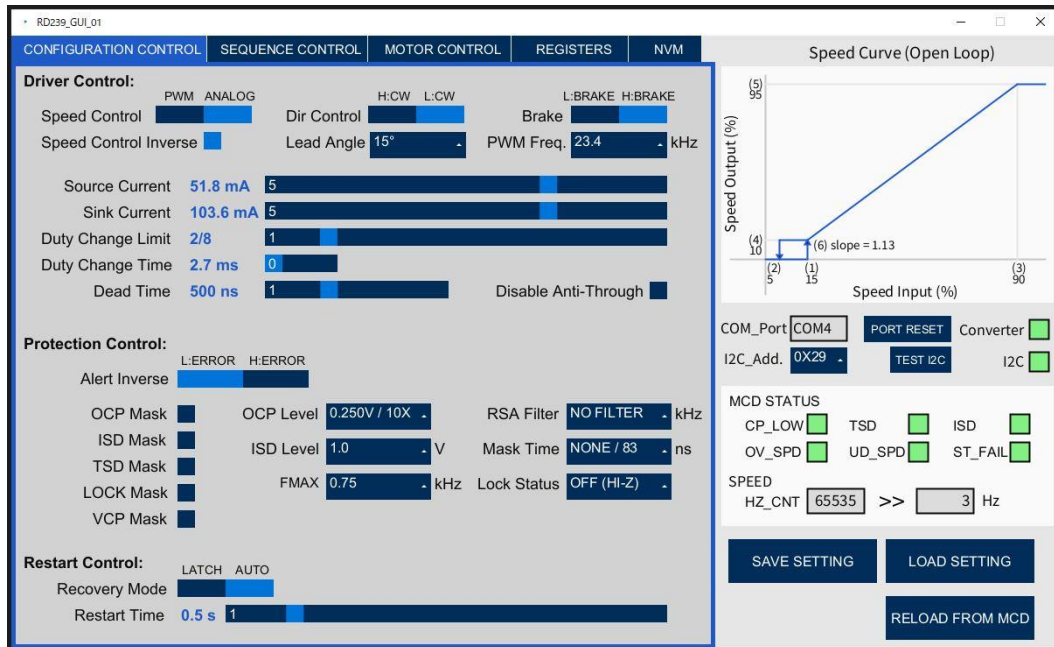 RD239_GUI_01
CONFIGURATION CONTROL SEQUENCE CONTROL MOTOR CONTROL REGISTERS NVM
Driver Control:
PWM ANALOG H:CW L:CW L:BRAKE H:BRAKE
Speed Control Dir Control Brake
Speed Control Inverse Lead Angle 15° PWM Freq. 23.4 kHz
Source Current 51.8 mA 5
Sink Current 103.6 mA 5
Duty Change Limit 2/8 1
Duty Change Time 2.7 ms 0
Dead Time 500 ns 1 Disable Anti-Through
Protection Control:
L:ERROR H:ERROR
Alert Inverse
OCP Mask OCP Level 0.250V / 10X RSA Filter NO FILTER kHz
ISD Mask ISD Level 1.0 V Mask Time NONE / 83 ns
TSD Mask
FMAX 0.75 kHz Lock Status OFF (HI-Z)
LOCK Mask
VCP Mask
Restart Control:
LATCH AUTO
Recovery Mode
Restart Time 0.5 s 1
Speed Curve (Open Loop)
(5)
95
Speed Output (%)
(4)
10
(6) slope = 1.13
(2) (1) (3)
5 15 90
Speed Input (%)
COM_Port COM4 PORT RESET Converter
I2C_Add. 0X29 TEST I2C I2C
MCD STATUS
CP_LOW TSD ISD
OV_SPD UD_SPD ST_FAIL
SPEED
HZ_CNT 65535 >> 3 Hz
SAVE SETTING LOAD SETTING
RELOAD FROM MCD